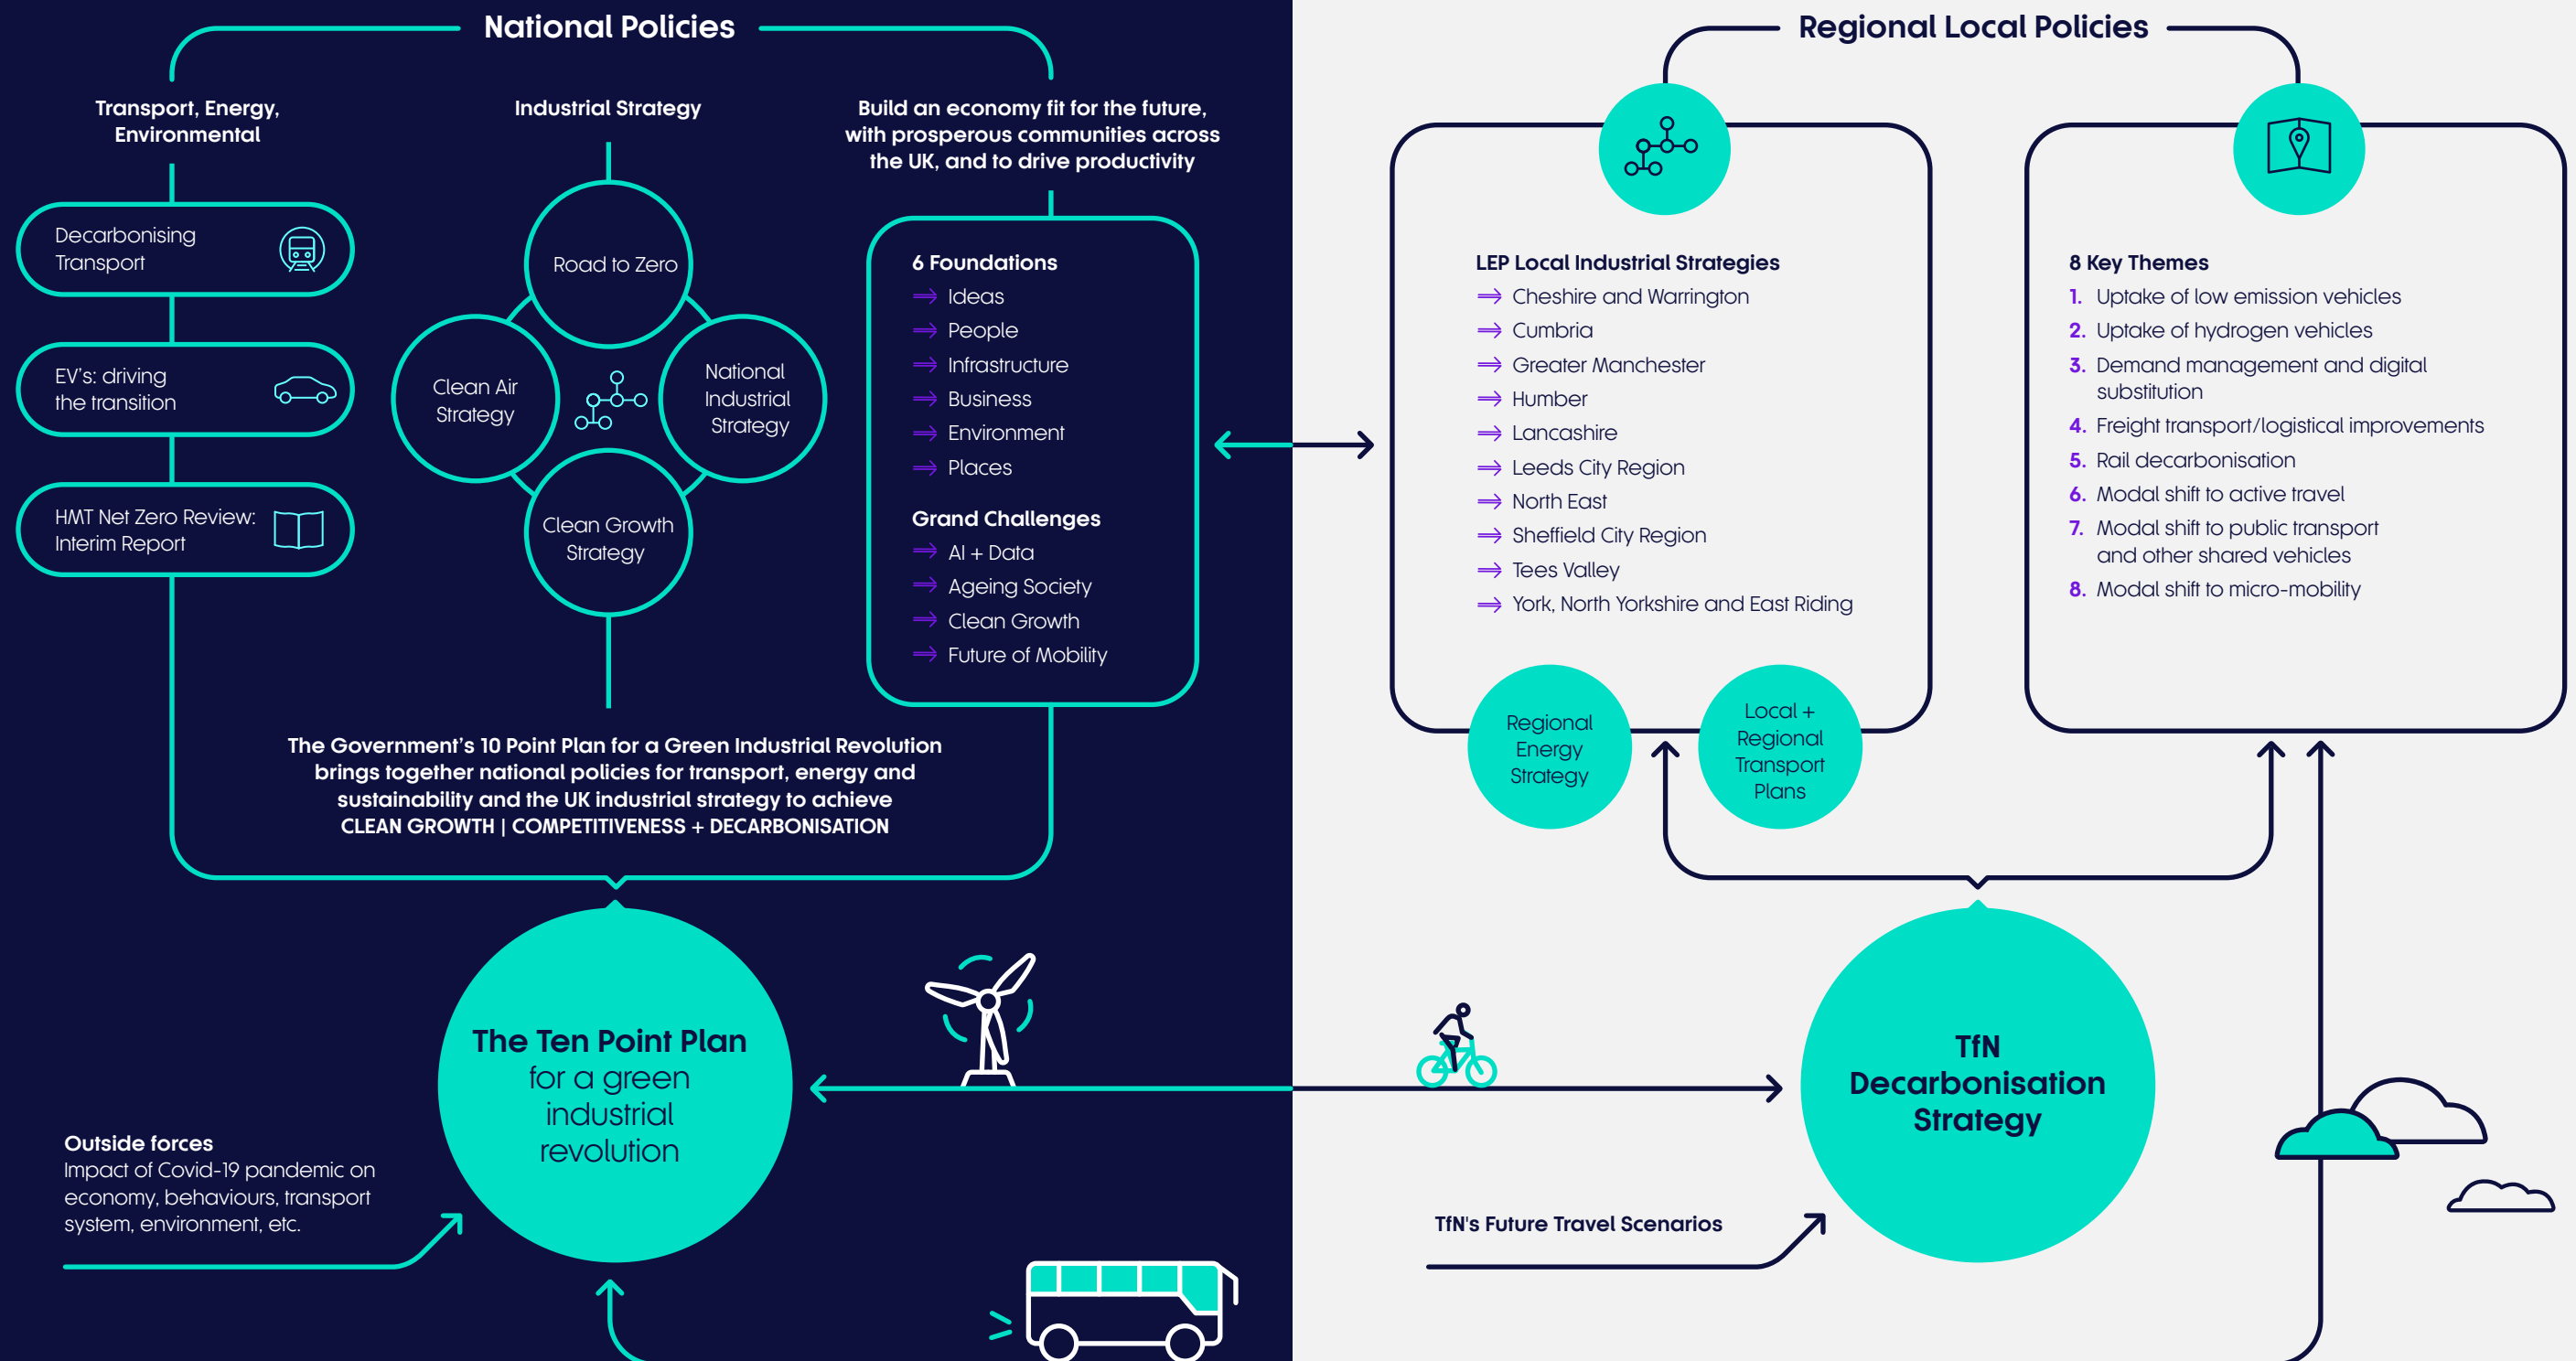 National Policies
Transport, Energy,
Environmental
Decarbonising
Transport
EV's: driving
the transition
HMT Net Zero Review:
Interim Report
Industrial Strategy
Road to Zero
Clean Air
Strategy
National
Industrial
Strategy
Clean Growth
Strategy
Build an economy fit for the future,
with prosperous communities across
the UK, and to drive productivity
6 Foundations
Ideas
People
Infrastructure
Business
Environment
Places
Grand Challenges
AI + Data
Ageing Society
Clean Growth
Future of Mobility
The Government's 10 Point Plan for a Green Industrial Revolution
brings together national policies for transport, energy and
sustainability and the UK industrial strategy to achieve
CLEAN GROWTH | COMPETITIVENESS + DECARBONISATION
The Ten Point Plan
for a green
industrial
revolution
Outside forces
Impact of Covid-19 pandemic on
economy, behaviours, transport
system, environment, etc.
Regional Local Policies
LEP Local Industrial Strategies
Cheshire and Warrington
Cumbria
Greater Manchester
Humber
Lancashire
Leeds City Region
North East
Sheffield City Region
Tees Valley
York, North Yorkshire and East Riding
Regional
Energy
Strategy
Local +
Regional
Transport
Plans
8 Key Themes
1. Uptake of low emission vehicles
2. Uptake of hydrogen vehicles
3. Demand management and digital
substitution
4. Freight transport/logistical improvements
5. Rail decarbonisation
6. Modal shift to active travel
7. Modal shift to public transport
and other shared vehicles
8. Modal shift to micro-mobility
TfN
Decarbonisation
Strategy
TfN's Future Travel Scenarios